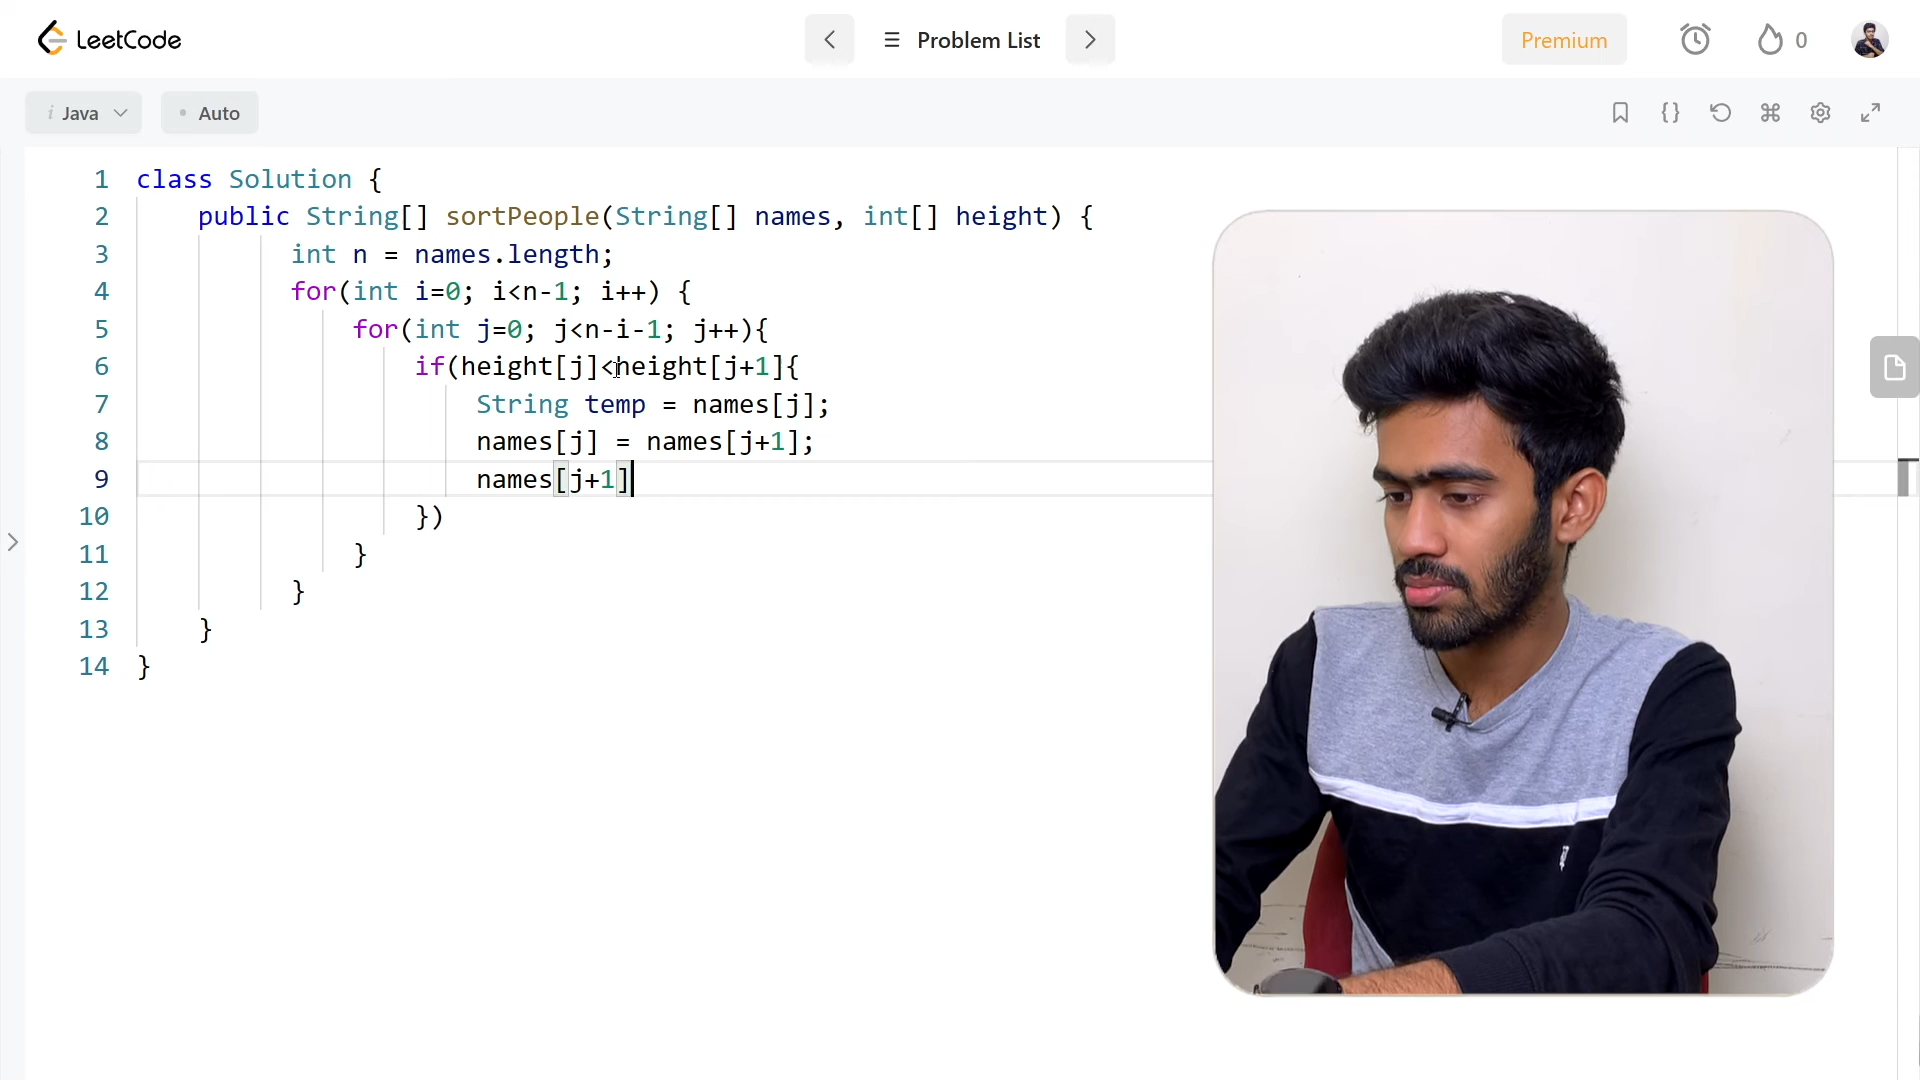 LeetCode
Problem List
Premium
0
i Java
Auto
1 class Solution {
2 public String[] sortPeople(String[] names, int[] height) {
3 int n = names.length;
4 for(int i=0; i<n-1; i++) {
5 for(int j=0; j<n-i-1; j++){
6 if(height[j]<height[j+1]{
7 String temp = names[j];
8 names[j] = names[j+1];
9 names[j+1]
10 })
11 }
12 }
13 }
14 }